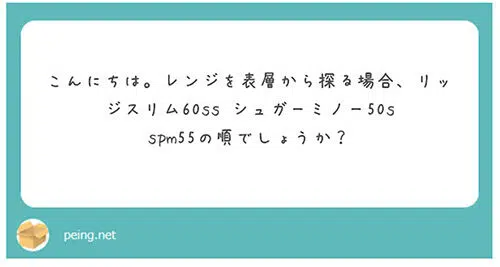 こんにちは。レンジを表層から探る場合、リッ
ジスリム60ss シュガーミノー50s
spm55の順でしょうか?
peing.net